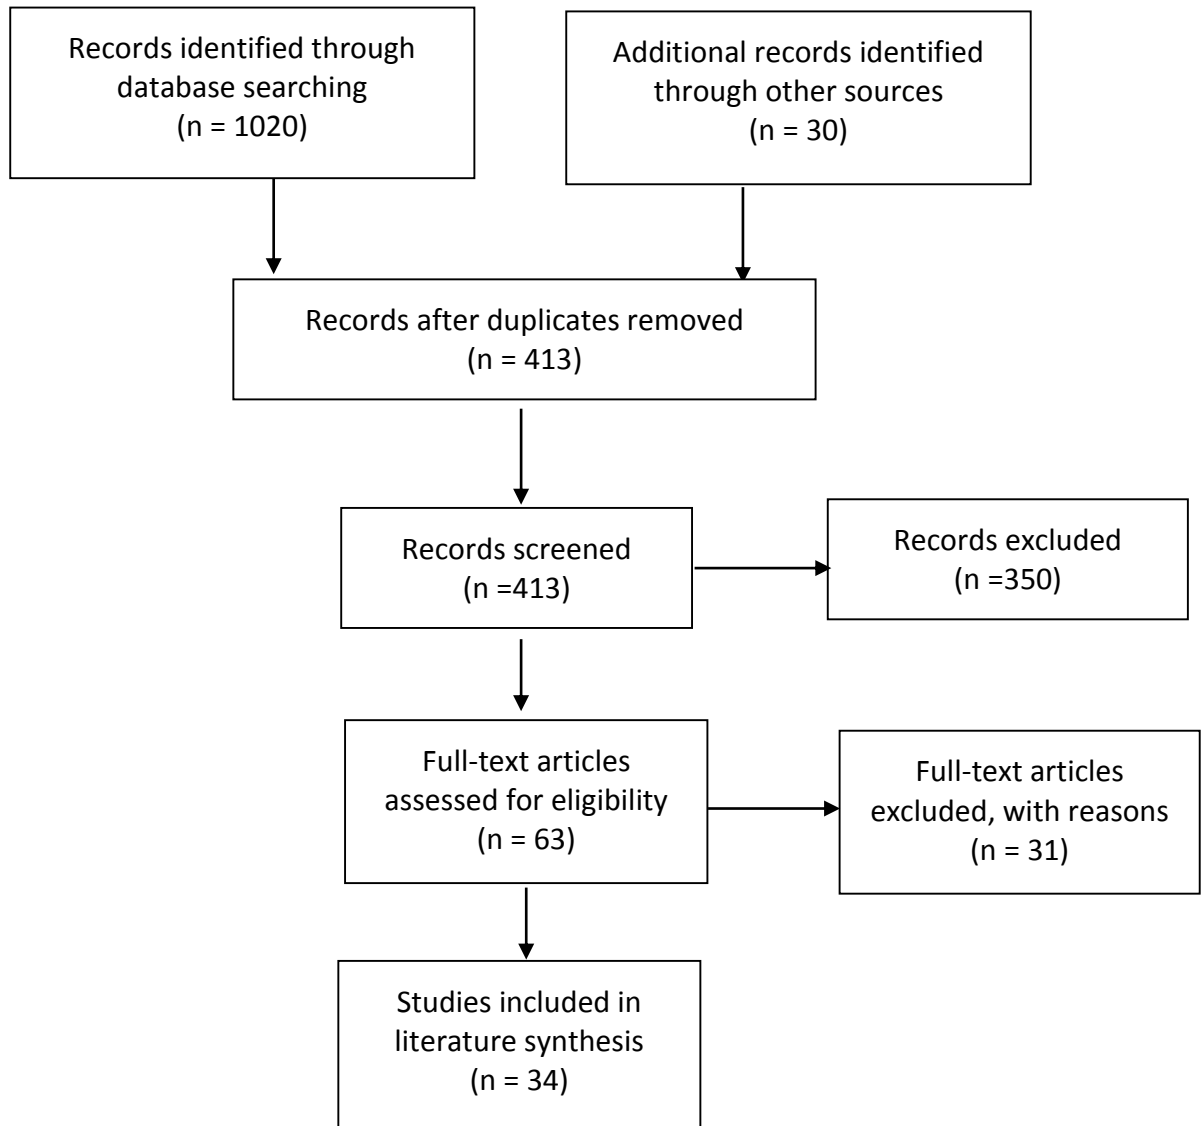 Records identified through
database searching
(n = 1020)
Additional records identified
through other sources
(n = 30)
Records after duplicates removed
(n = 413)
Records screened
(n =413)
Records excluded
(n =350)
Full-text articles
assessed for eligibility
(n = 63)
Full-text articles
excluded, with reasons
(n = 31)
Studies included in
literature synthesis
(n = 34)